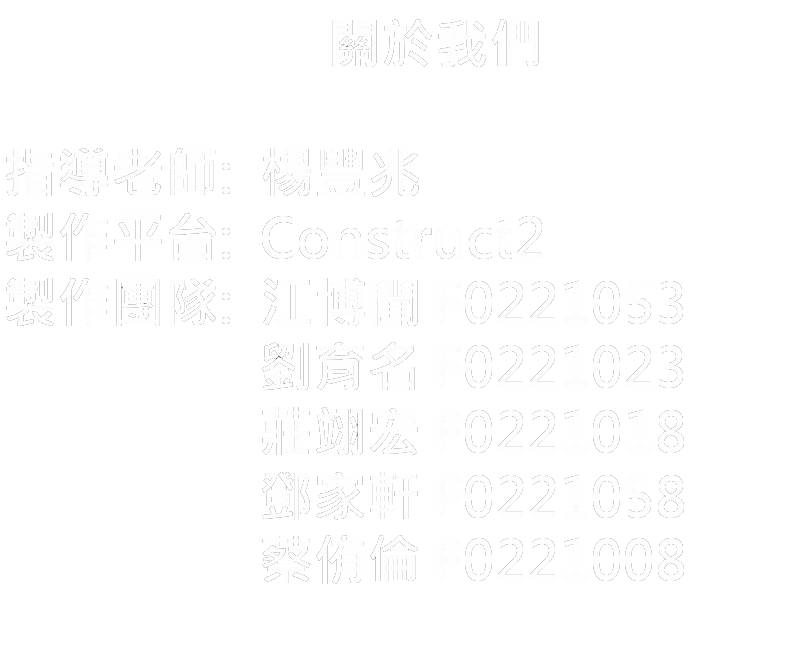 關於我們
指導老師: 楊豐兆
製作平台: Construct2
製作團隊: 江博聞 F0221053
劉育名 F0221023
莊翊宏 F0221018
鄧家軒 F0221058
蔡侑倫 F0221008